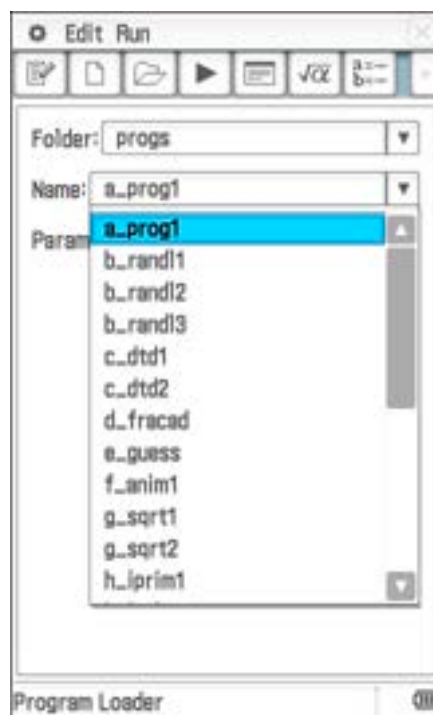 Edit Run
√α a=— b=—
Folder: progs
Name: a_prog1
Param
a_prog1
b_randl1
b_randl2
b_randl3
c_dtd1
c_dtd2
d_fracad
e_guess
f_anim1
g_sqrt1
g_sqrt2
h_iprim1
Program Loader